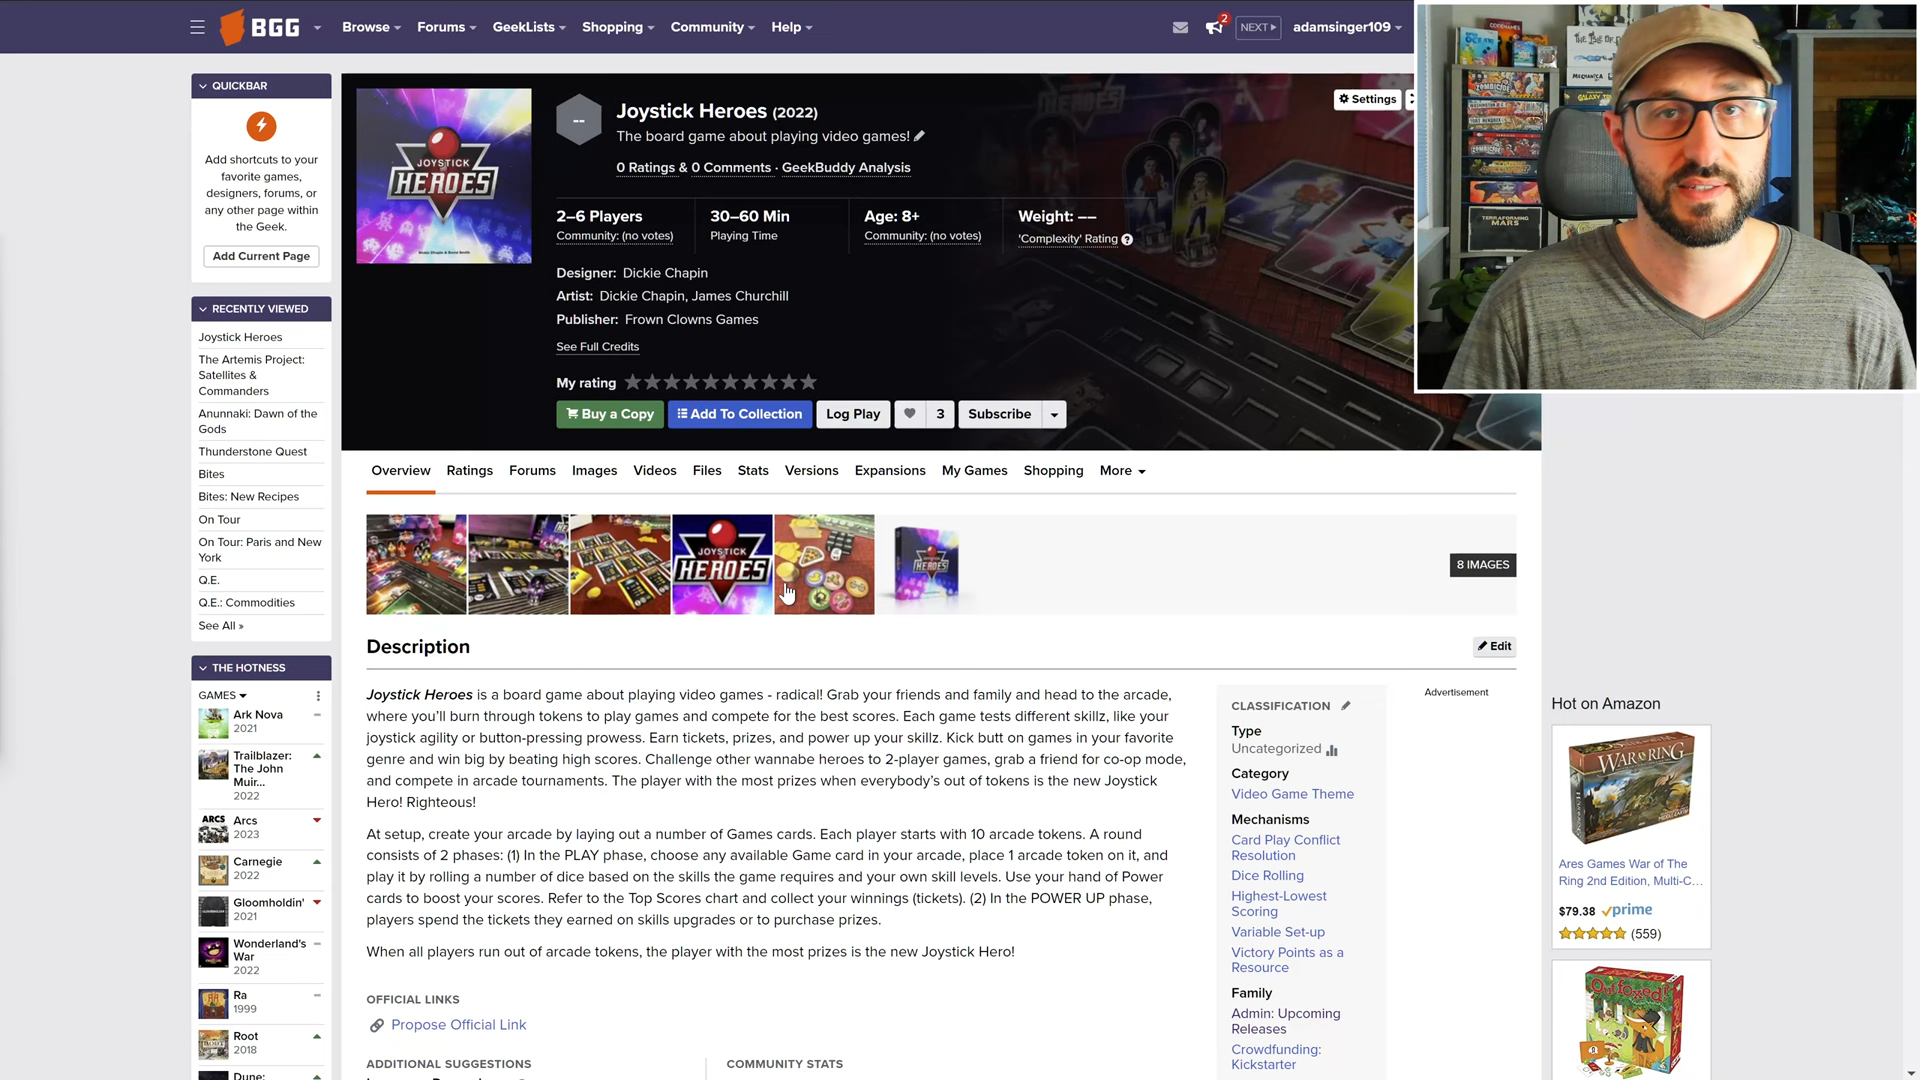 BGG
Browse
Forums
GeekLists
Shopping
Community
Help
2
NEXT
adamsinger109
QUICKBAR
Add shortcuts to your
favorite games,
designers, forums, or
any other page within
the Geek.
Add Current Page
RECENTLY VIEWED
Joystick Heroes
The Artemis Project:
Satellites &
Commanders
Anunnaki: Dawn of the
Gods
Thunderstone Quest
Bites
Bites: New Recipes
On Tour
On Tour: Paris and New
York
Q.E.
Q.E.: Commodities
See All »
THE HOTNESS
GAMES
Ark Nova
2021
Trailblazer:
The John
Muir...
2022
Arcs
2023
Carnegie
2022
Gloomholdin'
2021
Wonderland's
War
2022
Ra
1999
Root
2018
Dune:
JOYSTICK
HEROES
--
Joystick Heroes (2022)
The board game about playing video games!
0 Ratings & 0 Comments · GeekBuddy Analysis
Settings
2–6 Players
Community: (no votes)
30–60 Min
Playing Time
Age: 8+
Community: (no votes)
Weight: ––
'Complexity' Rating
Designer: Dickie Chapin
Artist: Dickie Chapin, James Churchill
Publisher: Frown Clowns Games
See Full Credits
My rating
Buy a Copy
Add To Collection
Log Play
3
Subscribe
Overview
Ratings
Forums
Images
Videos
Files
Stats
Versions
Expansions
My Games
Shopping
More
JOYSTICK
HEROES
HEROES
8 IMAGES
Description
Edit
Joystick Heroes is a board game about playing video games - radical! Grab your friends and family and head to the arcade,
where you'll burn through tokens to play games and compete for the best scores. Each game tests different skillz, like your
joystick agility or button-pressing prowess. Earn tickets, prizes, and power up your skillz. Kick butt on games in your favorite
genre and win big by beating high scores. Challenge other wannabe heroes to 2-player games, grab a friend for co-op mode,
and compete in arcade tournaments. The player with the most prizes when everybody's out of tokens is the new Joystick
Hero! Righteous!
At setup, create your arcade by laying out a number of Games cards. Each player starts with 10 arcade tokens. A round
consists of 2 phases: (1) In the PLAY phase, choose any available Game card in your arcade, place 1 arcade token on it, and
play it by rolling a number of dice based on the skills the game requires and your own skill levels. Use your hand of Power
cards to boost your scores. Refer to the Top Scores chart and collect your winnings (tickets). (2) In the POWER UP phase,
players spend the tickets they earned on skills upgrades or to purchase prizes.
When all players run out of arcade tokens, the player with the most prizes is the new Joystick Hero!
OFFICIAL LINKS
Propose Official Link
ADDITIONAL SUGGESTIONS
COMMUNITY STATS
CLASSIFICATION
Type
Uncategorized
Category
Video Game Theme
Mechanisms
Card Play Conflict
Resolution
Dice Rolling
Highest-Lowest
Scoring
Variable Set-up
Victory Points as a
Resource
Family
Admin: Upcoming
Releases
Crowdfunding:
Kickstarter
Advertisement
Hot on Amazon
WAR OF THE RING
Ares Games War of The
Ring 2nd Edition, Multi-C...
$79.38 prime
(559)
Outfoxed!
CODENAMES
ZOMBICIDE
TERRAFORMING
MARS
MECHANICA